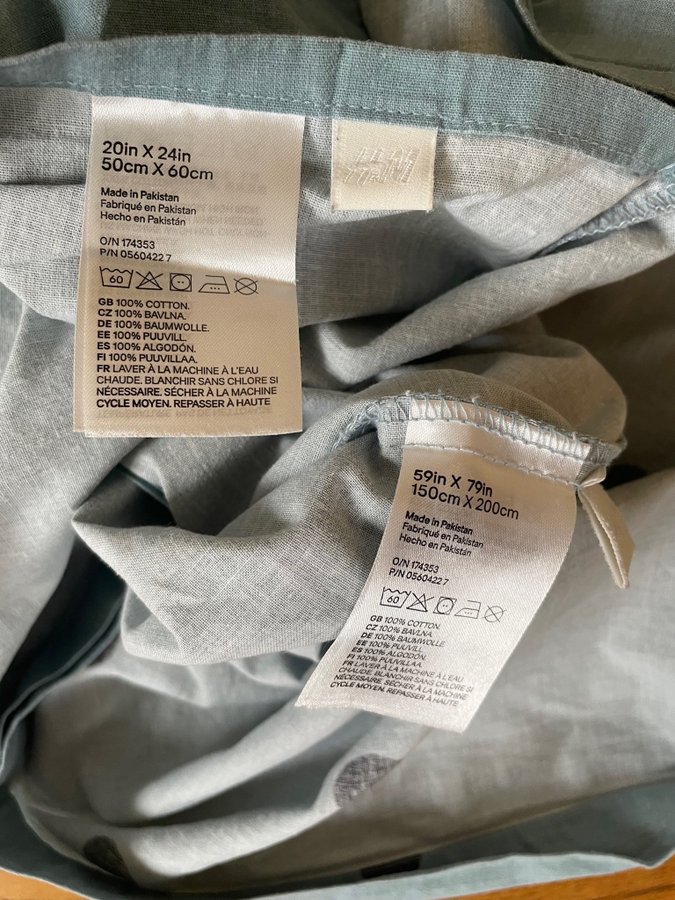 20in X 24in
50cm X 60cm
Made in Pakistan
Fabriqué en Pakistan
Hecho en Pakistán
O/N 174353
P/N 0560422 7
60
GB 100% COTTON.
CZ 100% BAVLNA.
DE 100% BAUMWOLLE.
EE 100% PUUVILL.
ES 100% ALGODÓN.
FI 100% PUUVILLAA.
FR LAVER À LA MACHINE À L'EAU
CHAUDE. BLANCHIR SANS CHLORE SI
NÉCESSAIRE. SÉCHER À LA MACHINE
CYCLE MOYEN. REPASSER À HAUTE
59in X 79in
150cm X 200cm
Made in Pakistan
Fabriqué en Pakistan
Hecho en Pakistán
O/N 174353
P/N 0560422 7
60
GB 100% COTTON.
CZ 100% BAVLNA.
DE 100% BAUMWOLLE
EE 100% PUUVILL.
ES 100% ALGODÓN.
FI 100% PUUVILLAA.
FR LAVER À LA MACHINE À L'EAU
CHAUDE. BLANCHIR SANS CHLORE SI
NÉCESSAIRE. SÉCHER À LA MACHINE
CYCLE MOYEN. REPASSER À HAUTE